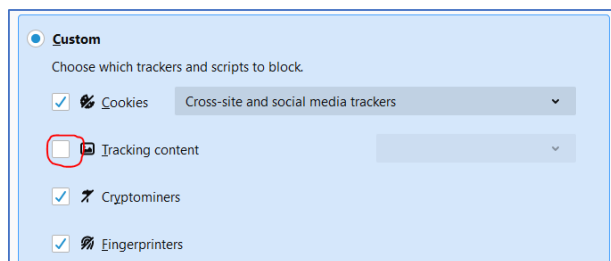 Custom
Choose which trackers and scripts to block.
Cookies Cross-site and social media trackers
Tracking content
Cryptominers
Fingerprinters